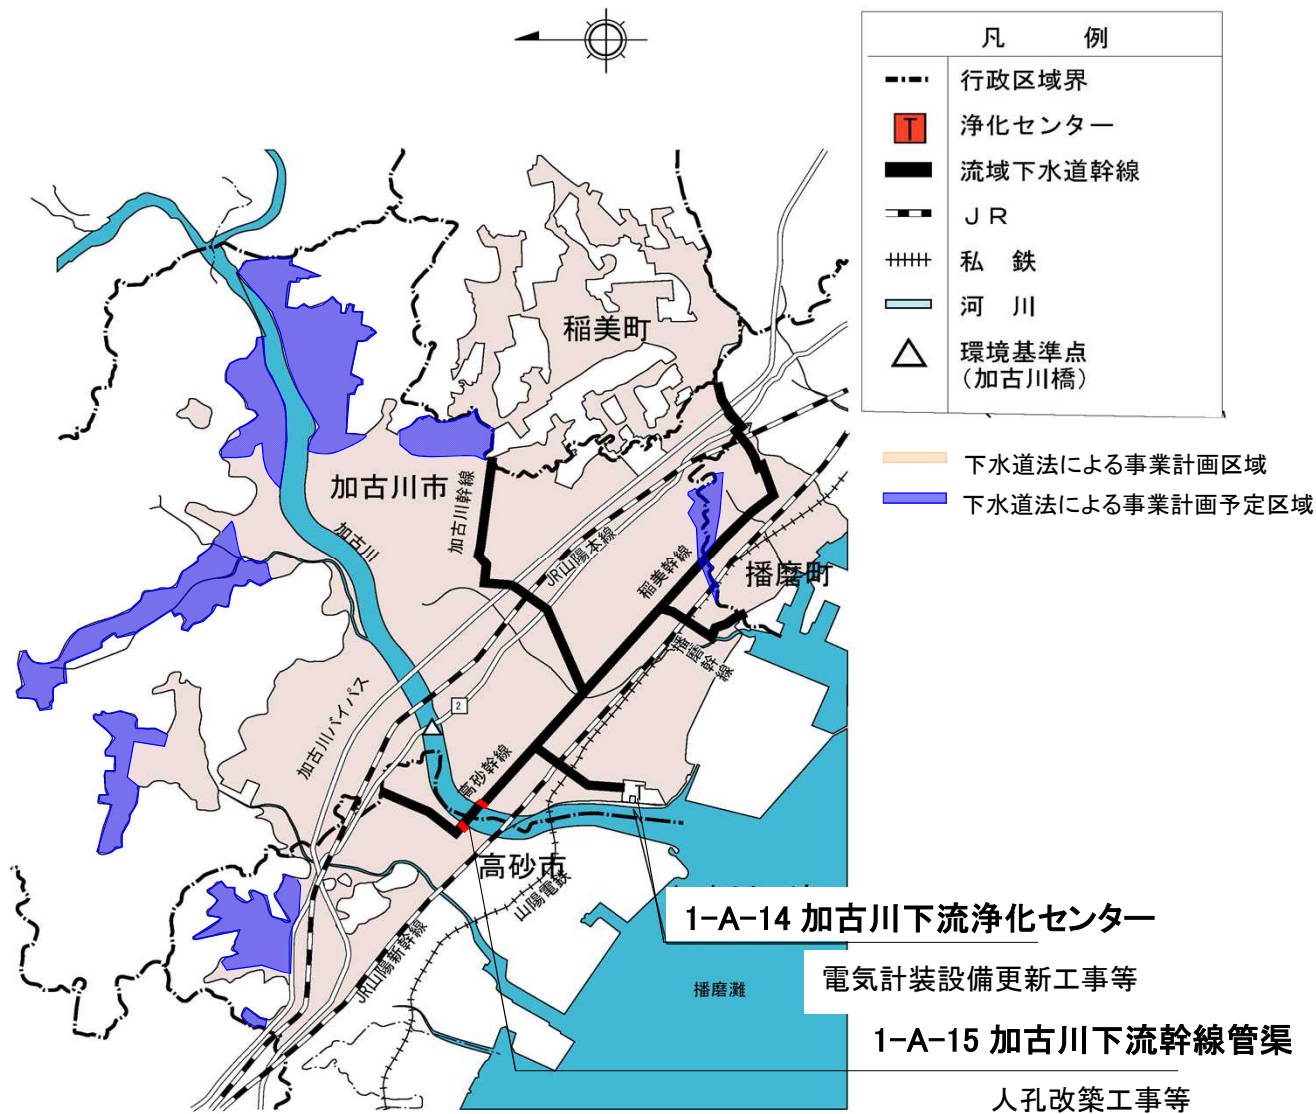 凡 例
行政区域界
T
浄化センター
流域下水道幹線
ＪＲ
私 鉄
河 川
環境基準点
(加古川橋)
下水道法による事業計画区域
下水道法による事業計画予定区域
稲美町
加古川市
加古川
加古川幹線
JR山陽本線
稲美幹線
播磨町
播磨幹線
加古川バイパス
2
高砂幹線
T
高砂市
山陽電鉄
JR山陽新幹線
1-A-14 加古川下流浄化センター
電気計装設備更新工事等
播磨灘
1-A-15 加古川下流幹線管渠
人孔改築工事等